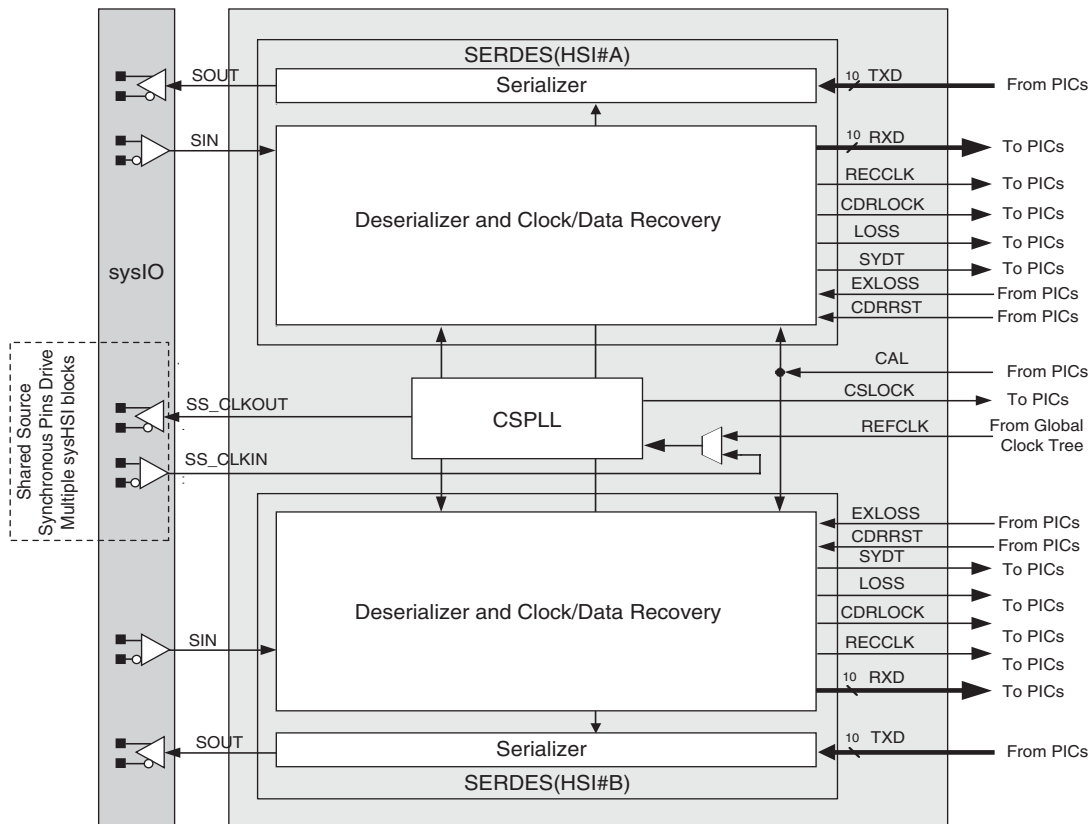 SERDES(HSI#A)
SOUT
Serializer
10 TXD
From PICs
SIN
10 RXD
To PICs
RECCLK
To PICs
Deserializer and Clock/Data Recovery
CDRLOCK
To PICs
LOSS
To PICs
sysIO
SYDT
To PICs
EXLOSS
From PICs
CDRRST
From PICs
Shared Source
Synchronous Pins Drive
Multiple sysHSI blocks
CAL
From PICs
SS_CLKOUT
CSPLL
CSLOCK
To PICs
REFCLK
From Global
Clock Tree
SS_CLKIN
EXLOSS
From PICs
CDRRST
From PICs
SYDT
To PICs
LOSS
To PICs
Deserializer and Clock/Data Recovery
CDRLOCK
To PICs
SIN
RECCLK
To PICs
10 RXD
To PICs
SOUT
Serializer
10 TXD
From PICs
SERDES(HSI#B)